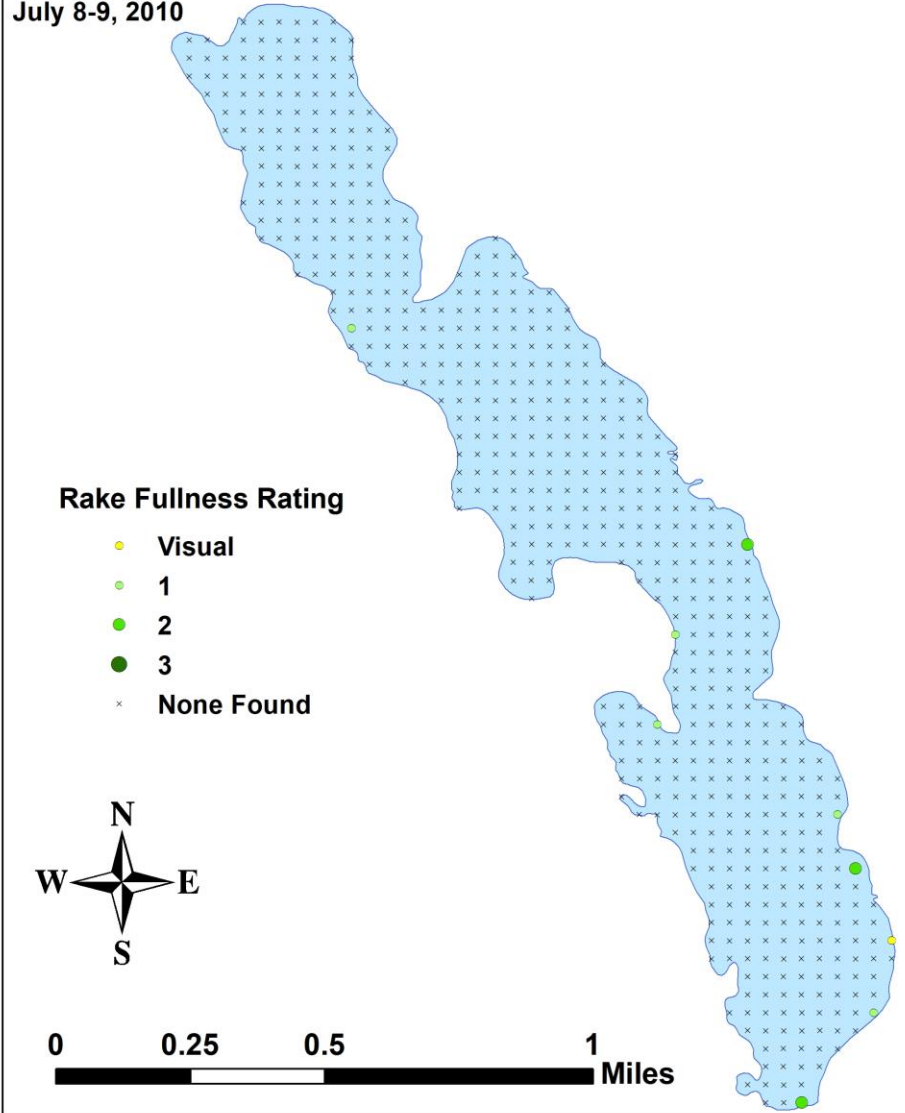 July 8-9, 2010
Rake Fullness Rating
Visual
1
2
3
None Found
N
W E
S
0 0.25 0.5 1
Miles